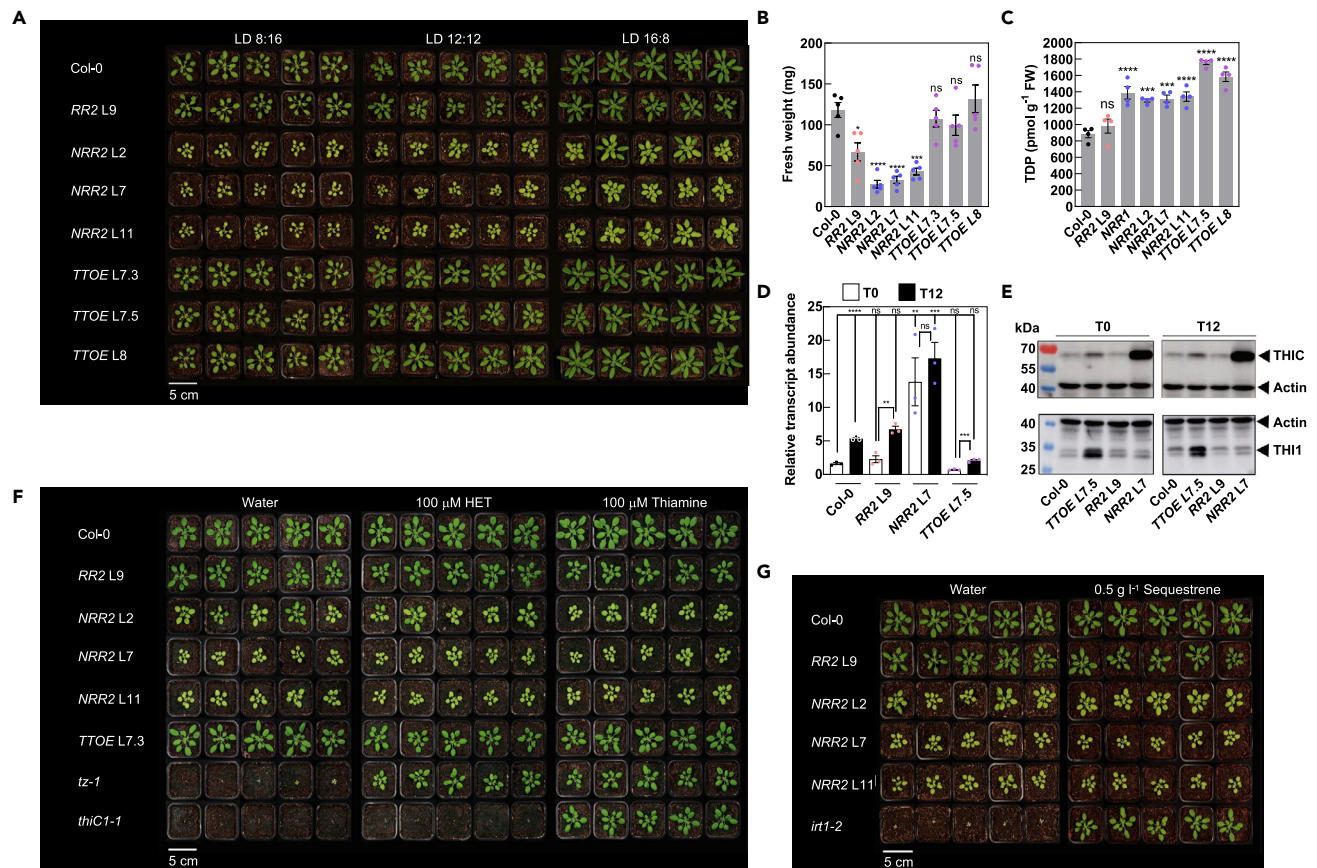 A
LD 8:16 LD 12:12 LD 16:8
Col-0
RR2 L9
NRR2 L2
NRR2 L7
NRR2 L11
TTOE L7.3
TTOE L7.5
TTOE L8
5 cm
B
Fresh weight (mg)
200
150
100
50
0
* **** **** *** ns ns ns
Col-0 RR2 L9 NRR2 L2 NRR2 L7 NRR2 L11 TTOE L7.3 TTOE L7.5 TTOE L8
C
TDP (pmol g-1 FW)
2000
1800
1600
1400
1200
1000
800
600
400
200
0
ns **** *** *** **** **** ****
Col-0 RR2 L9 NRR1 NRR2 L2 NRR2 L7 NRR2 L11 TTOE L7.5 TTOE L8
D
T0 T12
Relative transcript abundance
25
20
15
10
5
0
**** ns ns ** *** ns ns
ns
**
***
Col-0 RR2 L9 NRR2 L7 TTOE L7.5
E
kDa T0 T12
70
55
40
THIC
Actin
40
35
25
Actin
THI1
Col-0 TTOE L7.5 RR2 L9 NRR2 L7 Col-0 TTOE L7.5 RR2 L9 NRR2 L7
F
Water 100 μM HET 100 μM Thiamine
Col-0
RR2 L9
NRR2 L2
NRR2 L7
NRR2 L11
TTOE L7.3
tz-1
thiC1-1
5 cm
G
Water 0.5 g l-1 Sequestrene
Col-0
RR2 L9
NRR2 L2
NRR2 L7
NRR2 L11
irt1-2
5 cm